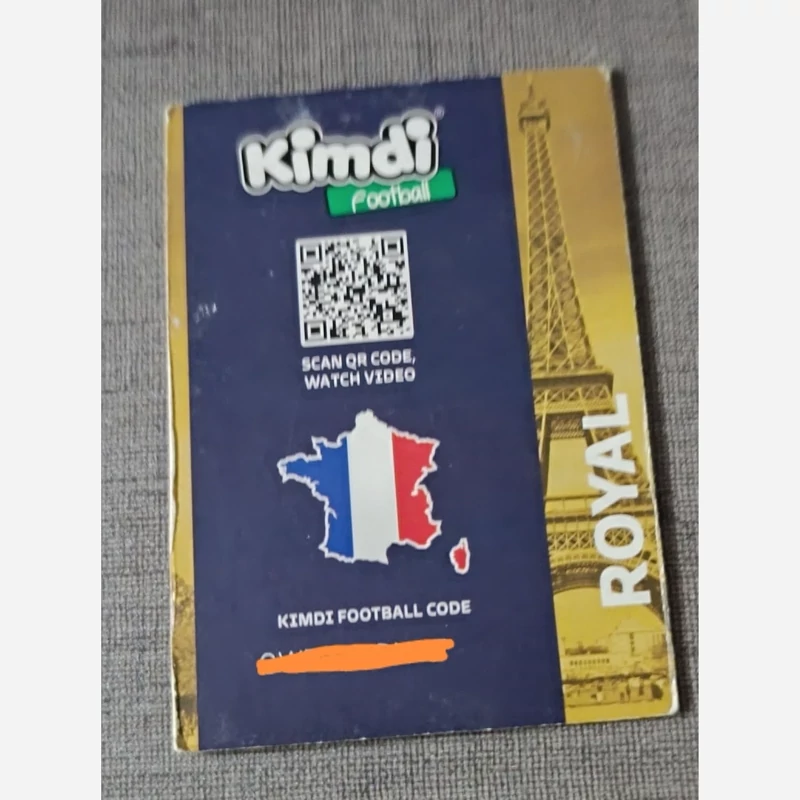 Kimdi®
Football
SCAN QR CODE,
WATCH VIDEO
KIMDI FOOTBALL CODE
ROYAL